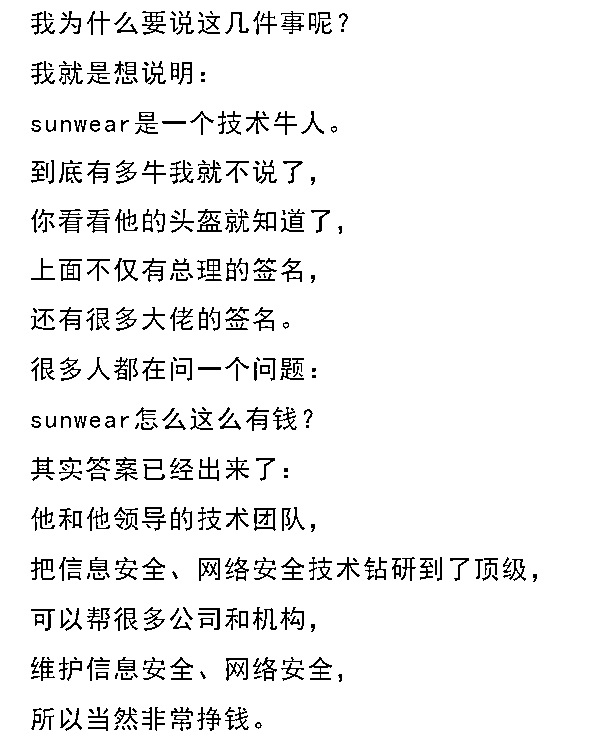 我为什么要说这几件事呢？
我就是想说明：
sunwear是一个技术牛人。
到底有多牛我就不说了，
你看看他的头盔就知道了，
上面不仅有总理的签名，
还有很多大佬的签名。
很多人都在问一个问题：
sunwear怎么这么有钱？
其实答案已经出来了：
他和他领导的技术团队，
把信息安全、网络安全技术钻研到了顶级，
可以帮很多公司和机构，
维护信息安全、网络安全，
所以当然非常挣钱。